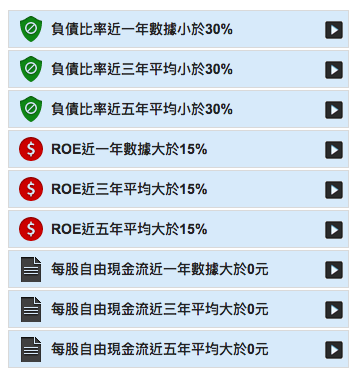 負債比率近一年數據小於30%
負債比率近三年平均小於30%
負債比率近五年平均小於30%
ROE近一年數據大於15%
ROE近三年平均大於15%
ROE近五年平均大於15%
每股自由現金流近一年數據大於0元
每股自由現金流近三年平均大於0元
每股自由現金流近五年平均大於0元